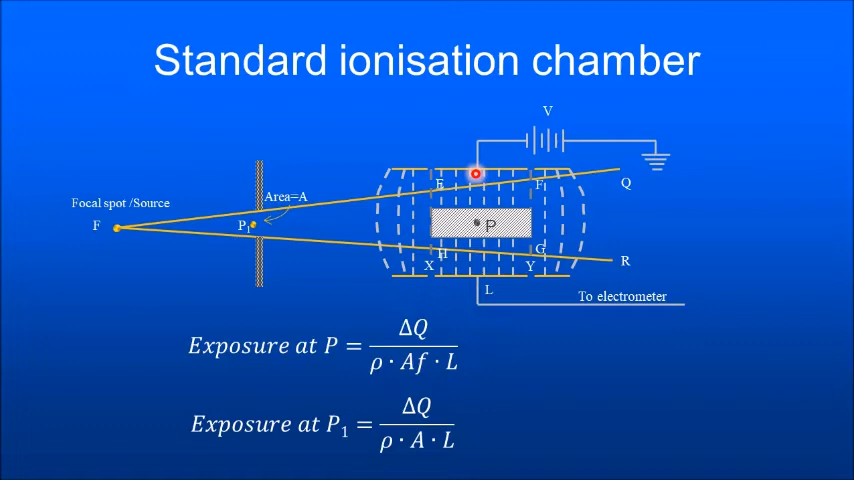 Standard ionisation chamber
V
Focal spot /Source
Area=A
F
P1
E
F
Q
P
H
G
X
Y
R
L
To electrometer
Exposure at P = ΔQ / ρ · Af · L
Exposure at P₁ = ΔQ / ρ · A · L